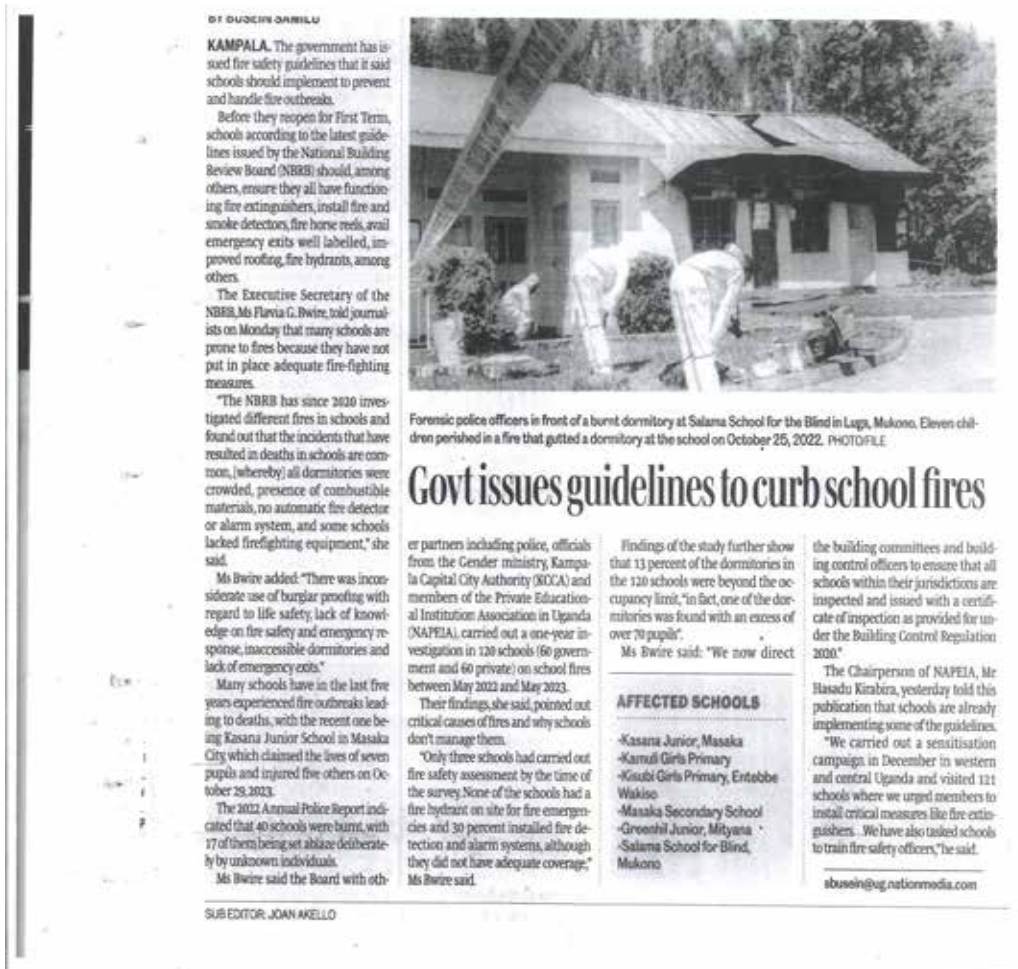 BY BUSEIN SAMILU
KAMPALA. The government has is-
sued fire safety guidelines that it said
schools should implement to prevent
and handle fire outbreaks.
Before they reopen for First Term,
schools according to the latest guide-
lines issued by the National Building
Review Board (NBRB) should, among
others, ensure they all have function-
ing fire extinguishers, install fire and
smoke detectors, fire horse reels, avail
emergency exits well labelled, im-
proved roofing, fire hydrants, among
others.
The Executive Secretary of the
NBRB, Ms Flavia G. Bwire, told journal-
ists on Monday that many schools are
prone to fires because they have not
put in place adequate fire-fighting
measures.
"The NBRB has since 2020 inves-
tigated different fires in schools and
found out that the incidents that have
resulted in deaths in schools are com-
mon, [whereby] all dormitories were
crowded, presence of combustible
materials, no automatic fire detector
or alarm system, and some schools
lacked firefighting equipment," she
said.
Ms Bwire added: "There was incon-
siderate use of burglar proofing with
regard to life safety, lack of knowl-
edge on fire safety and emergency re-
sponse, inaccessible dormitories and
lack of emergency exits."
Many schools have in the last five
years experienced fire outbreaks lead-
ing to deaths, with the recent one be-
ing Kasana Junior School in Masaka
City, which claimed the lives of seven
pupils and injured five others on Oc-
tober 29, 2023.
The 2022 Annual Police Report indi-
cated that 40 schools were burnt, with
17 of them being set ablaze deliberate-
ly by unknown individuals.
Ms Bwire said the Board with oth-
Forensic police officers in front of a burnt dormitory at Salama School for the Blind in Luga, Mukono. Eleven chil-
dren perished in a fire that gutted a dormitory at the school on October 25, 2022. PHOTO/FILE
Govt issues guidelines to curb school fires
er partners including police, officials
from the Gender ministry, Kampa-
la Capital City Authority (KCCA) and
members of the Private Education-
al Institution Association in Uganda
(NAPEIA), carried out a one-year in-
vestigation in 120 schools (60 govern-
ment and 60 private) on school fires
between May 2022 and May 2023.
Their findings, she said, pointed out
critical causes of fires and why schools
don't manage them.
"Only three schools had carried out
fire safety assessment by the time of
the survey. None of the schools had a
fire hydrant on site for fire emergen-
cies and 30 percent installed fire de-
tection and alarm systems, although
they did not have adequate coverage,"
Ms Bwire said.
Findings of the study further show
that 13 percent of the dormitories in
the 120 schools were beyond the oc-
cupancy limit, "in fact, one of the dor-
mitories was found with an excess of
over 70 pupils".
Ms Bwire said: "We now direct
AFFECTED SCHOOLS
-Kasana Junior, Masaka
-Kamuli Girls Primary
-Kisubi Girls Primary, Entebbe
Wakiso
-Masaka Secondary School
-Greenhil Junior, Mityana
-Salama School for Blind,
Mukono
the building committees and build-
ing control officers to ensure that all
schools within their jurisdictions are
inspected and issued with a certifi-
cate of inspection as provided for un-
der the Building Control Regulation
2020."
The Chairperson of NAPEIA, Mr
Hasadu Kirabira, yesterday told this
publication that schools are already
implementing some of the guidelines.
"We carried out a sensitisation
campaign in December in western
and central Uganda and visited 121
schools where we urged members to
install critical measures like fire extin-
guishers. We have also tasked schools
to train fire safety officers," he said.
abusein@ug.nationmedia.com
SUB EDITOR: JOAN AKELLO